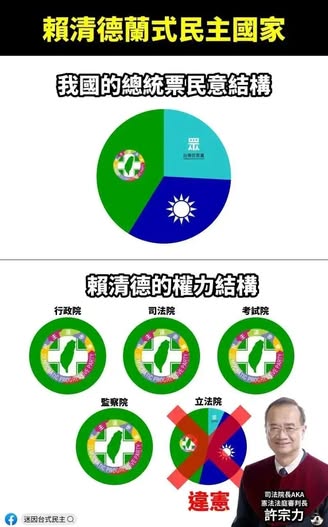 賴清德蘭式民主國家
我國的總統票民意結構
眾
台灣民眾黨
賴清德的權力結構
行政院
司法院
考試院
監察院
立法院
違憲
司法院長AKA
憲法法庭審判長
許宗力
迷因台式民主